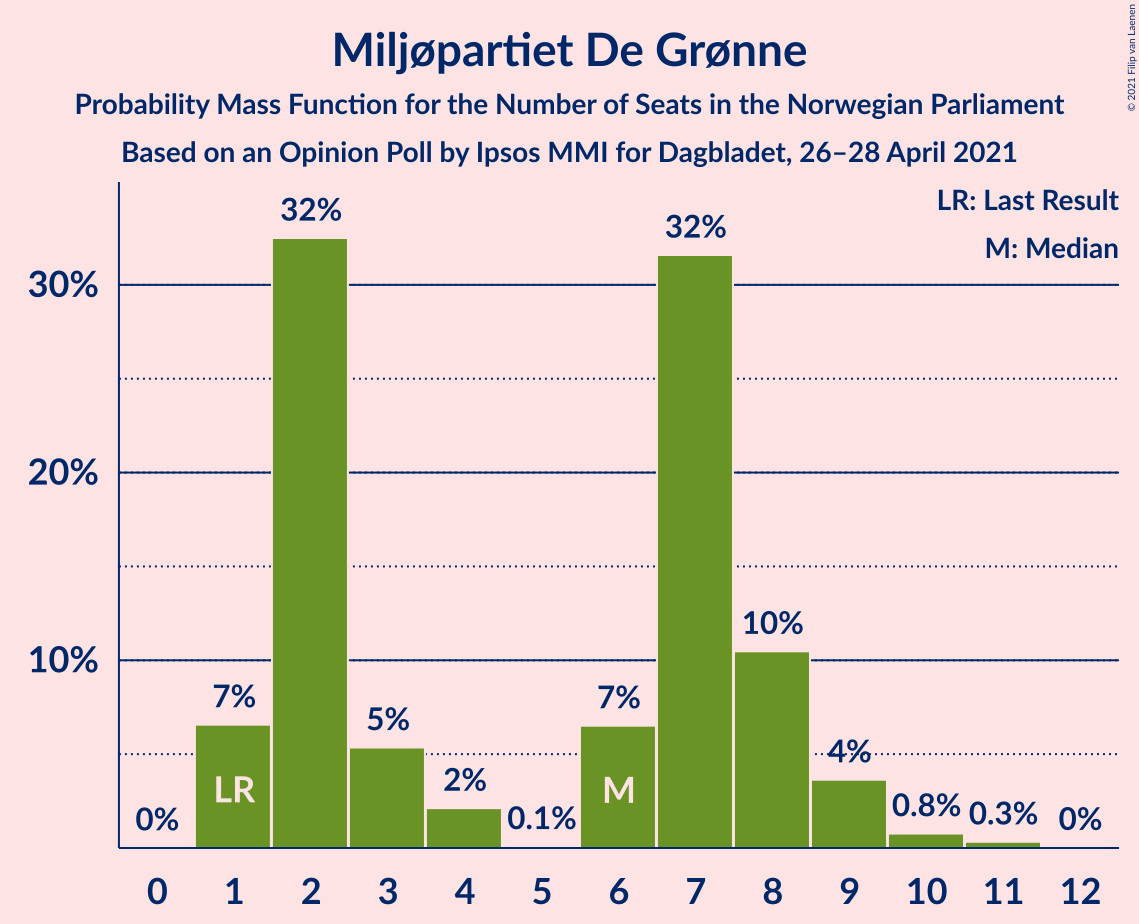 Miljøpartiet De Grønne
Probability Mass Function for the Number of Seats in the Norwegian Parliament
Based on an Opinion Poll by Ipsos MMI for Dagbladet, 26–28 April 2021
© 2021 Filip van Laenen
LR: Last Result
M: Median
30%
20%
10%
0%
7%
32%
5%
2%
0.1%
7%
32%
10%
4%
0.8%
0.3%
0%
LR
M
0 1 2 3 4 5 6 7 8 9 10 11 12